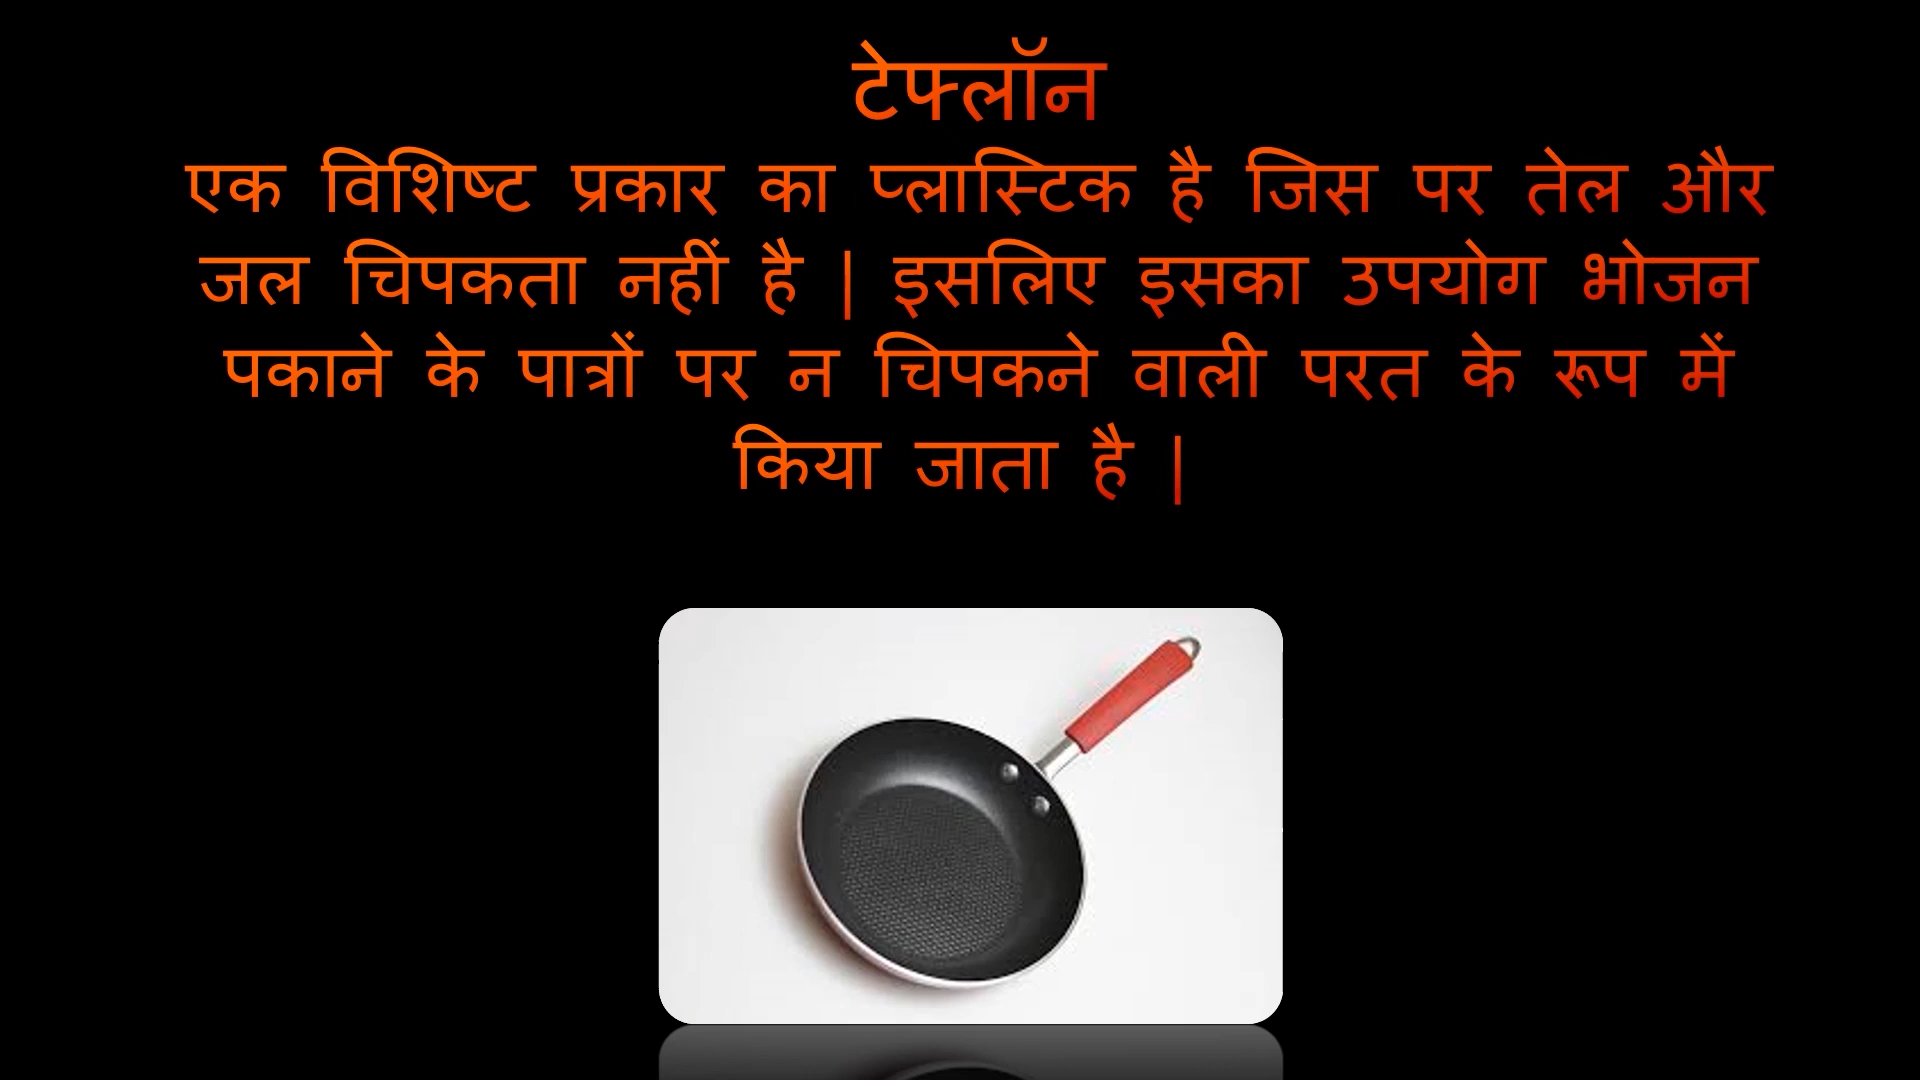 टेफ्लॉन
एक विशिष्ट प्रकार का प्लास्टिक है जिस पर तेल और
जल चिपकता नहीं है | इसलिए इसका उपयोग भोजन
पकाने के पात्रों पर न चिपकने वाली परत के रूप में
किया जाता है |